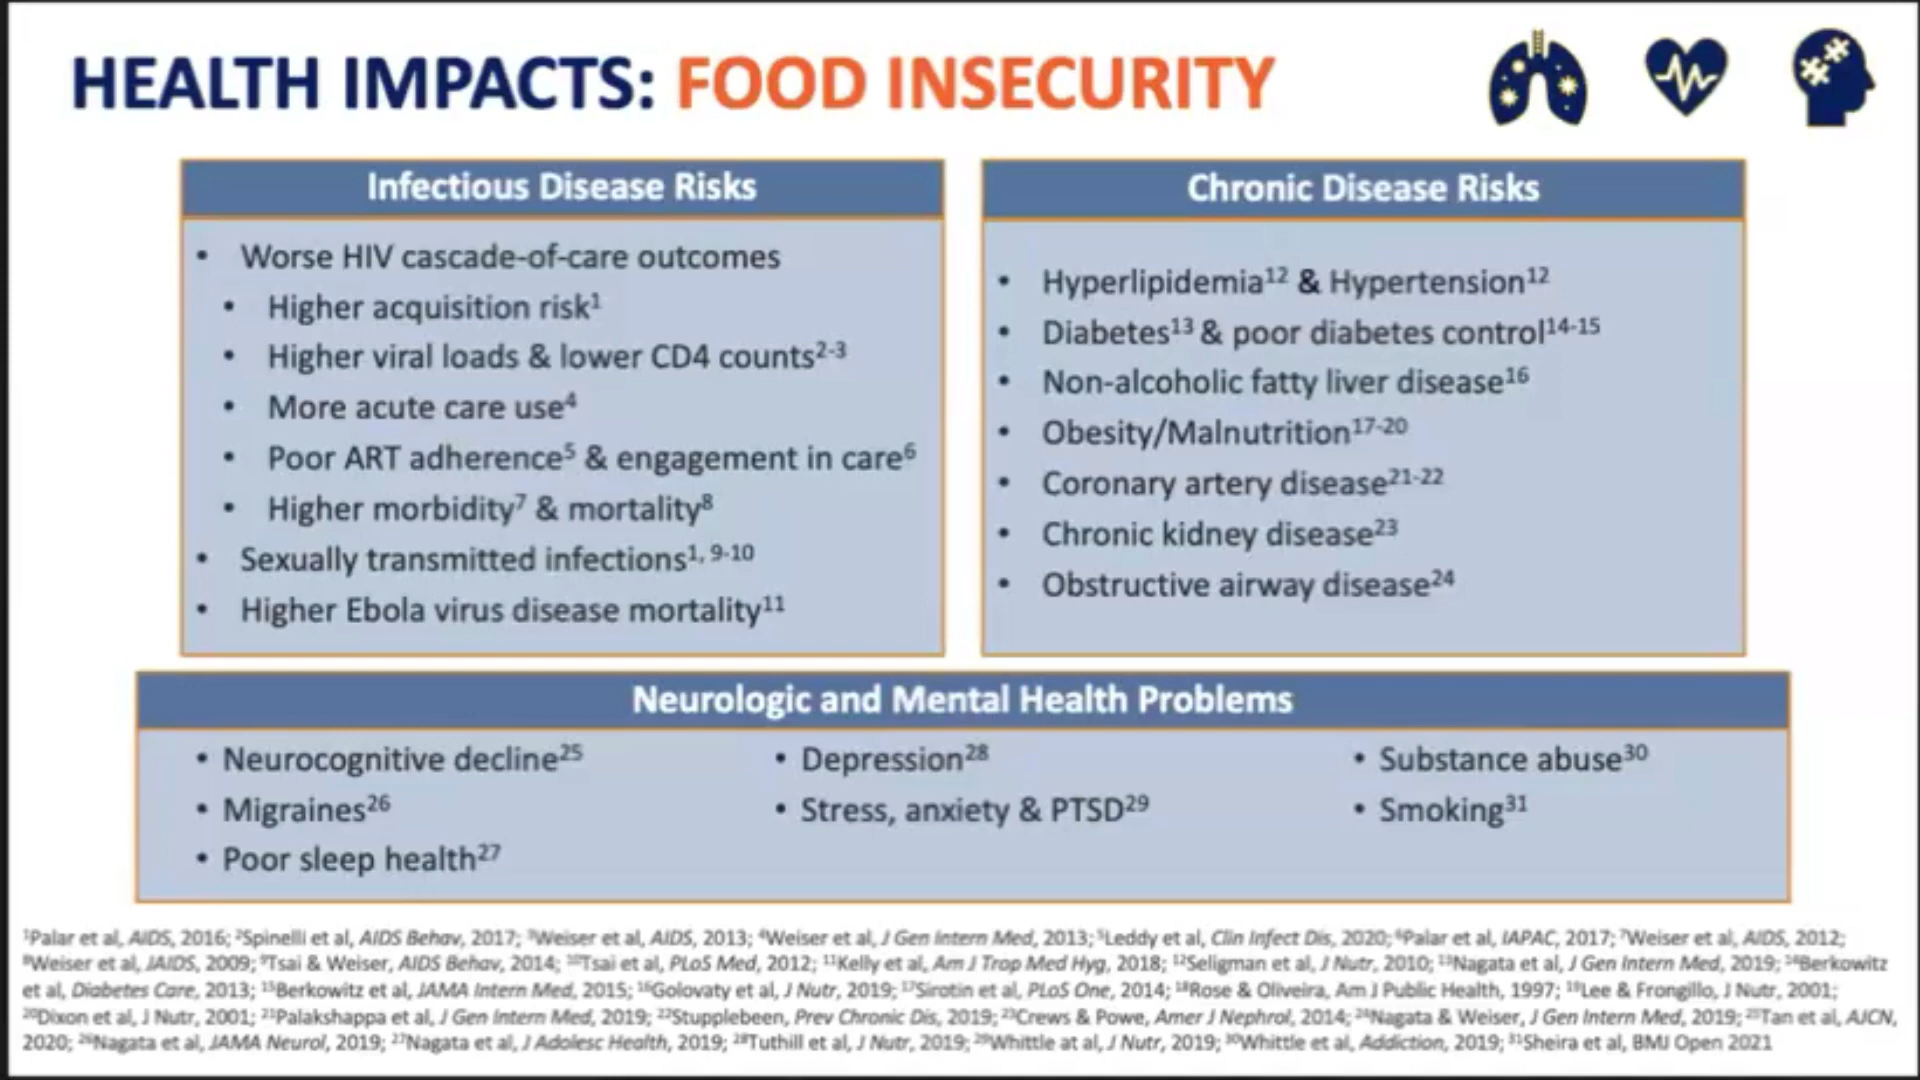 HEALTH IMPACTS: FOOD INSECURITY
Infectious Disease Risks
• Worse HIV cascade-of-care outcomes
• Higher acquisition risk¹
• Higher viral loads & lower CD4 counts²⁻³
• More acute care use⁴
• Poor ART adherence⁵ & engagement in care⁶
• Higher morbidity⁷ & mortality⁸
• Sexually transmitted infections¹, ⁹⁻¹⁰
• Higher Ebola virus disease mortality¹¹
Chronic Disease Risks
• Hyperlipidemia¹² & Hypertension¹²
• Diabetes¹³ & poor diabetes control¹⁴⁻¹⁵
• Non-alcoholic fatty liver disease¹⁶
• Obesity/Malnutrition¹⁷⁻²⁰
• Coronary artery disease²¹⁻²²
• Chronic kidney disease²³
• Obstructive airway disease²⁴
Neurologic and Mental Health Problems
• Neurocognitive decline²⁵
• Migraines²⁶
• Poor sleep health²⁷
• Depression²⁸
• Stress, anxiety & PTSD²⁹
• Substance abuse³⁰
• Smoking³¹
¹Palar et al, AIDS, 2016; ²Spinelli et al, AIDS Behav, 2017; ³Weiser et al, AIDS, 2013; ⁴Weiser et al, J Gen Intern Med, 2013; ⁵Leddy et al, Clin Infect Dis, 2020; ⁶Palar et al, IAPAC, 2017; ⁷Weiser et al, AIDS, 2012;
⁸Weiser et al, JAIDS, 2009; ⁹Tsai & Weiser, AIDS Behav, 2014; ¹⁰Tsai et al, PLoS Med, 2012; ¹¹Kelly et al, Am J Trop Med Hyg, 2018; ¹²Seligman et al, J Nutr, 2010; ¹³Nagata et al, J Gen Intern Med, 2019; ¹⁴Berkowitz
et al, Diabetes Care, 2013; ¹⁵Berkowitz et al, JAMA Intern Med, 2015; ¹⁶Golovaty et al, J Nutr, 2019; ¹⁷Sirotin et al, PLoS One, 2014; ¹⁸Rose & Oliveira, Am J Public Health, 1997; ¹⁹Lee & Frongillo, J Nutr, 2001;
²⁰Dixon et al, J Nutr, 2001; ²¹Palakshappa et al, J Gen Intern Med, 2019; ²²Stupplebeen, Prev Chronic Dis, 2019; ²³Crews & Powe, Amer J Nephrol, 2014; ²⁴Nagata & Weiser, J Gen Intern Med, 2019; ²⁵Tan et al, AJCN,
2020; ²⁶Nagata et al, JAMA Neurol, 2019; ²⁷Nagata et al, J Adolesc Health, 2019; ²⁸Tuthill et al, J Nutr, 2019; ²⁹Whittle at al, J Nutr, 2019; ³⁰Whittle et al, Addiction, 2019; ³¹Sheira et al, BMJ Open 2021